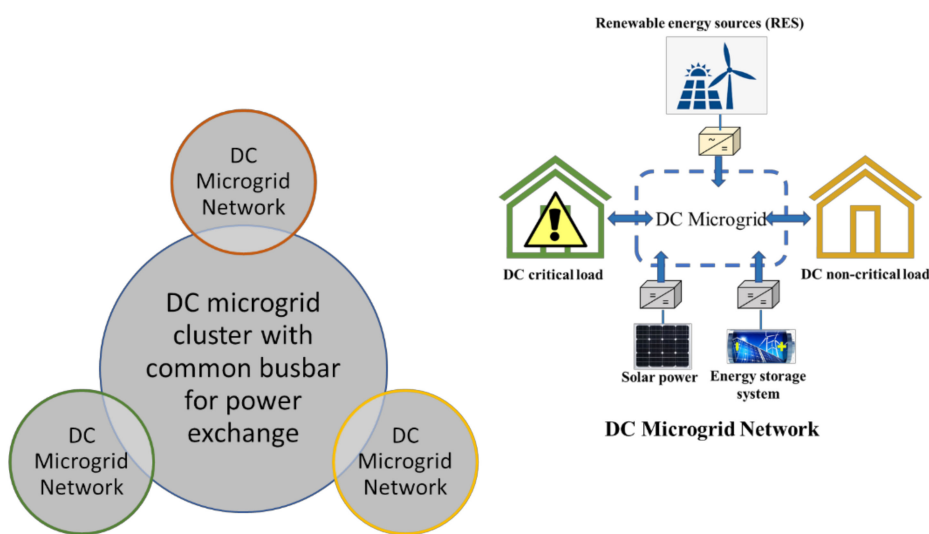 DC
Microgrid
Network
DC microgrid
cluster with
common busbar
for power
exchange
DC
Microgrid
Network
DC
Microgrid
Network
Renewable energy sources (RES)
~
=
!
DC Microgrid
DC critical load
DC non-critical load
=
=
=
=
Solar power
Energy storage
system
DC Microgrid Network